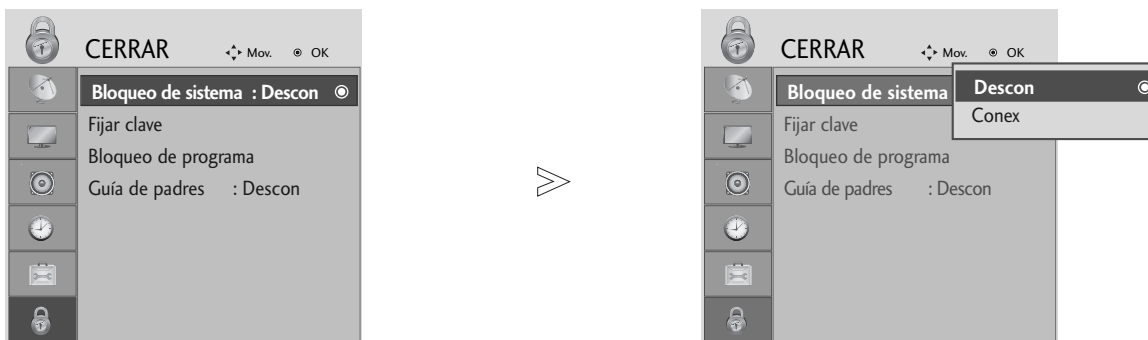 CERRAR Mov. OK
Bloqueo de sistema : Descon
Fijar clave
Bloqueo de programa
Guía de padres : Descon
CERRAR Mov. OK
Bloqueo de sistema
Descon
Conex
Fijar clave
Bloqueo de programa
Guía de padres : Descon